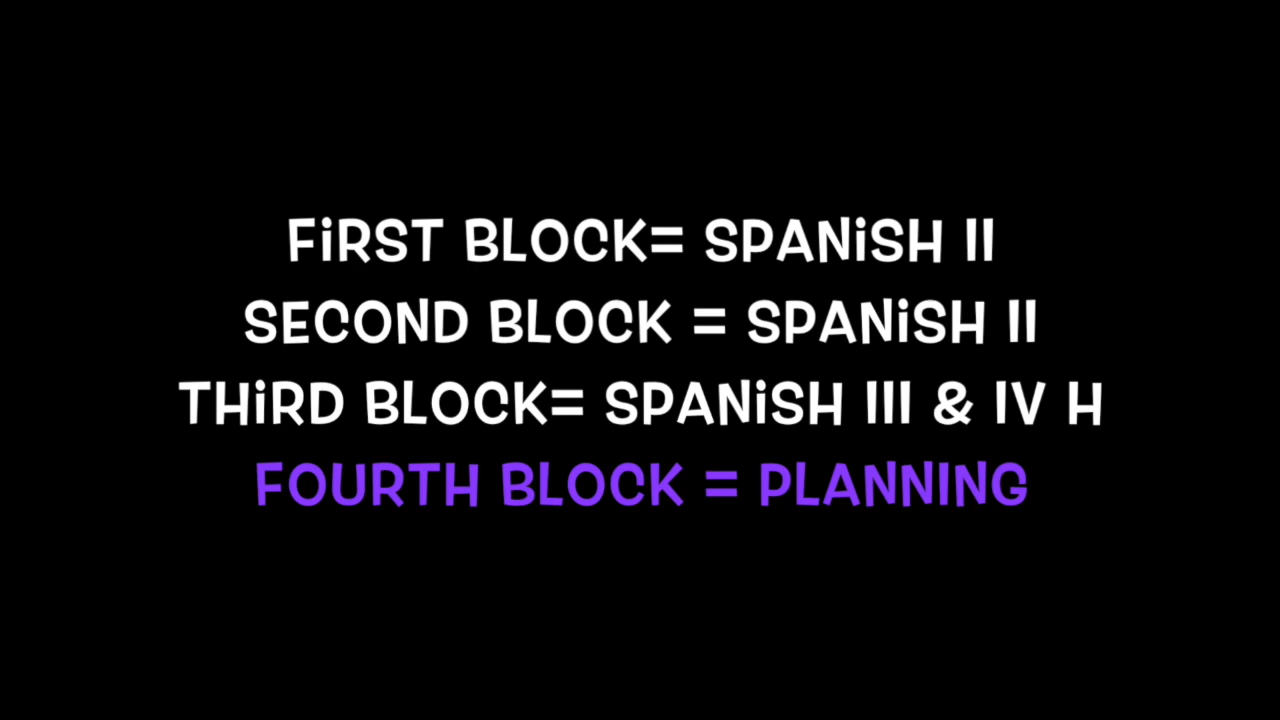 FiRST BLOCK= SPANiSH II
SECOND BLOCK = SPANiSH II
THiRD BLOCK= SPANiSH III & IV H
FOURTH BLOCK = PLANNING